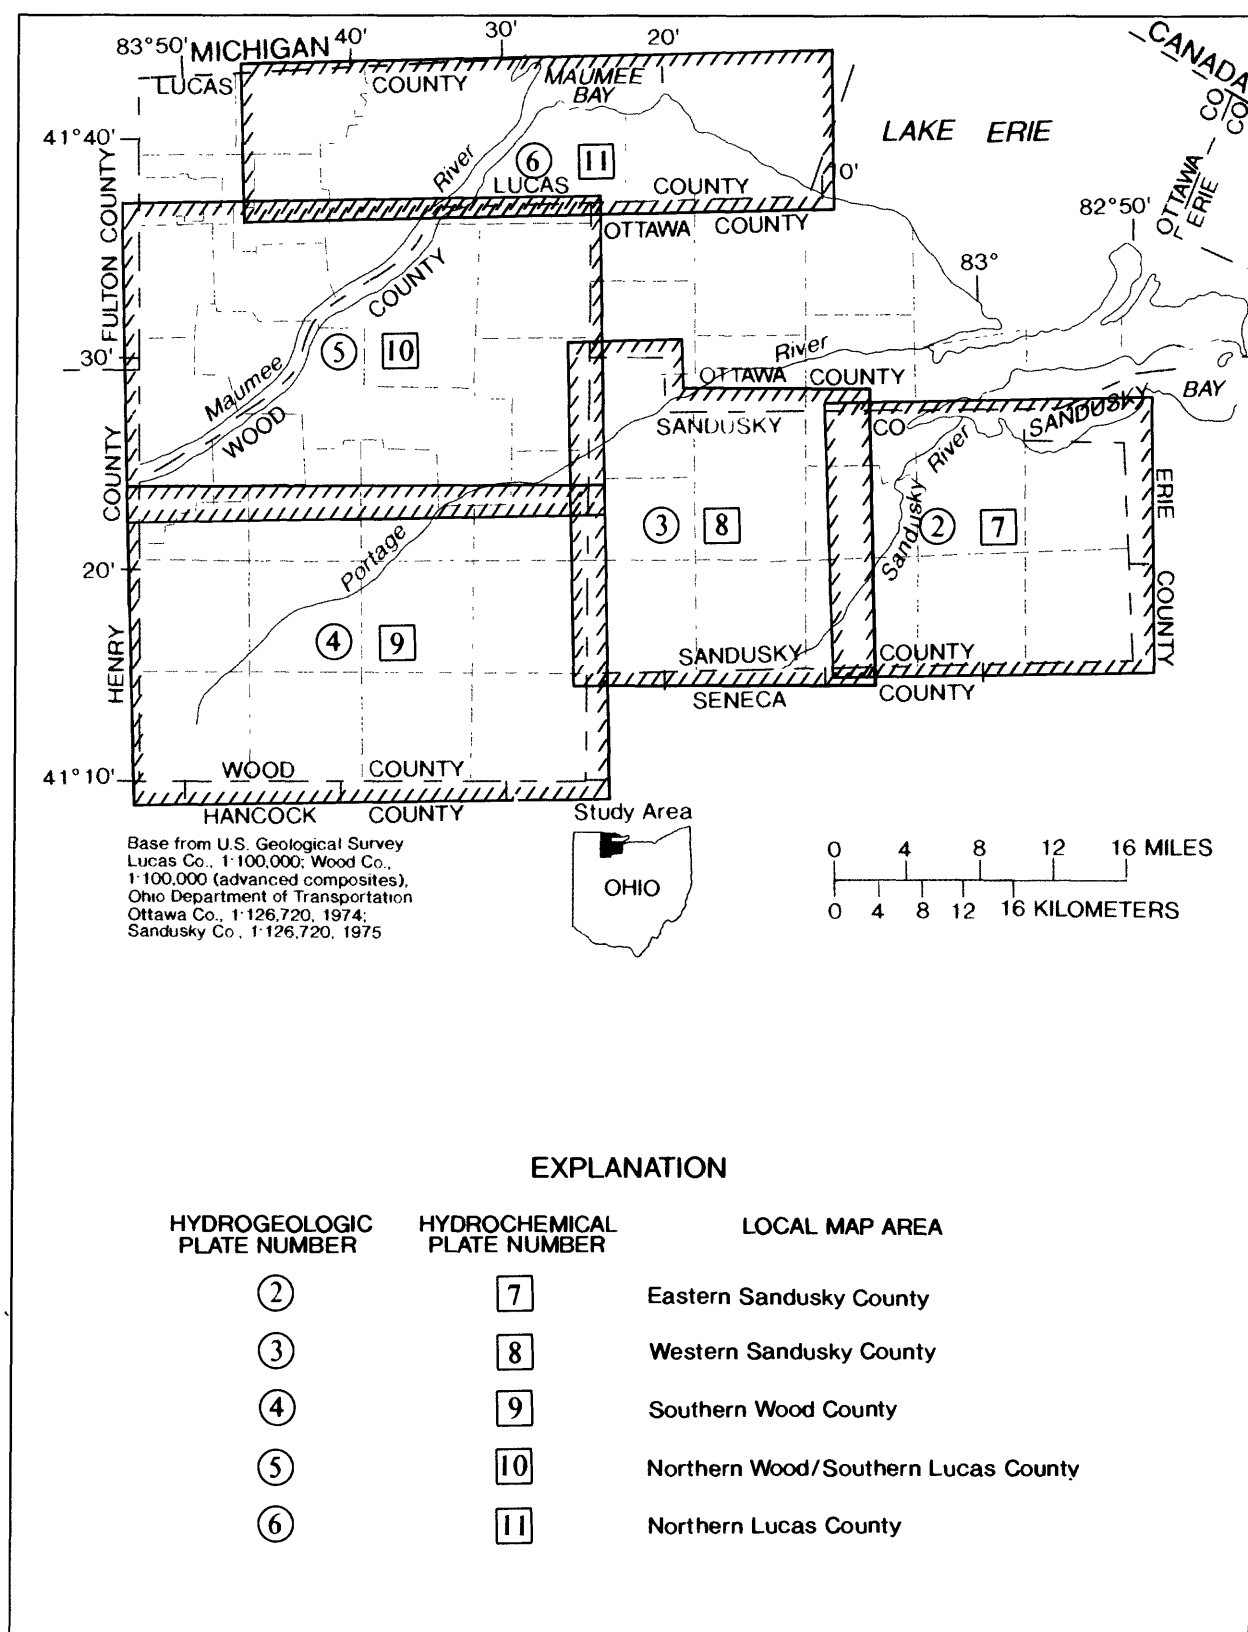 83°50'
MICHIGAN
40'
30'
20'
CANADA
LUCAS
COUNTY
MAUMEE
BAY
CO
CO
41°40'
LAKE ERIE
River
6
11
LUCAS
COUNTY
0'
OTTAWA
ERIE
82°50'
FULTON COUNTY
OTTAWA COUNTY
COUNTY
83°
5
10
30'
River
Maumee
WOOD
OTTAWA COUNTY
BAY
SANDUSKY
CO
SANDUSKY
River
COUNTY
ERIE
3
8
Sandusky
2
7
Portage
20'
COUNTY
4
9
HENRY
SANDUSKY
COUNTY
SENECA
COUNTY
41°10'
WOOD COUNTY
HANCOCK COUNTY
Study Area
OHIO
Base from U.S. Geological Survey
Lucas Co., 1:100,000; Wood Co.,
1:100,000 (advanced composites),
Ohio Department of Transportation
Ottawa Co., 1:126,720, 1974;
Sandusky Co., 1:126,720, 1975
0 4 8 12 16 MILES
0 4 8 12 16 KILOMETERS
EXPLANATION
HYDROGEOLOGIC
PLATE NUMBER
HYDROCHEMICAL
PLATE NUMBER
LOCAL MAP AREA
2 7 Eastern Sandusky County
3 8 Western Sandusky County
4 9 Southern Wood County
5 10 Northern Wood/Southern Lucas County
6 11 Northern Lucas County